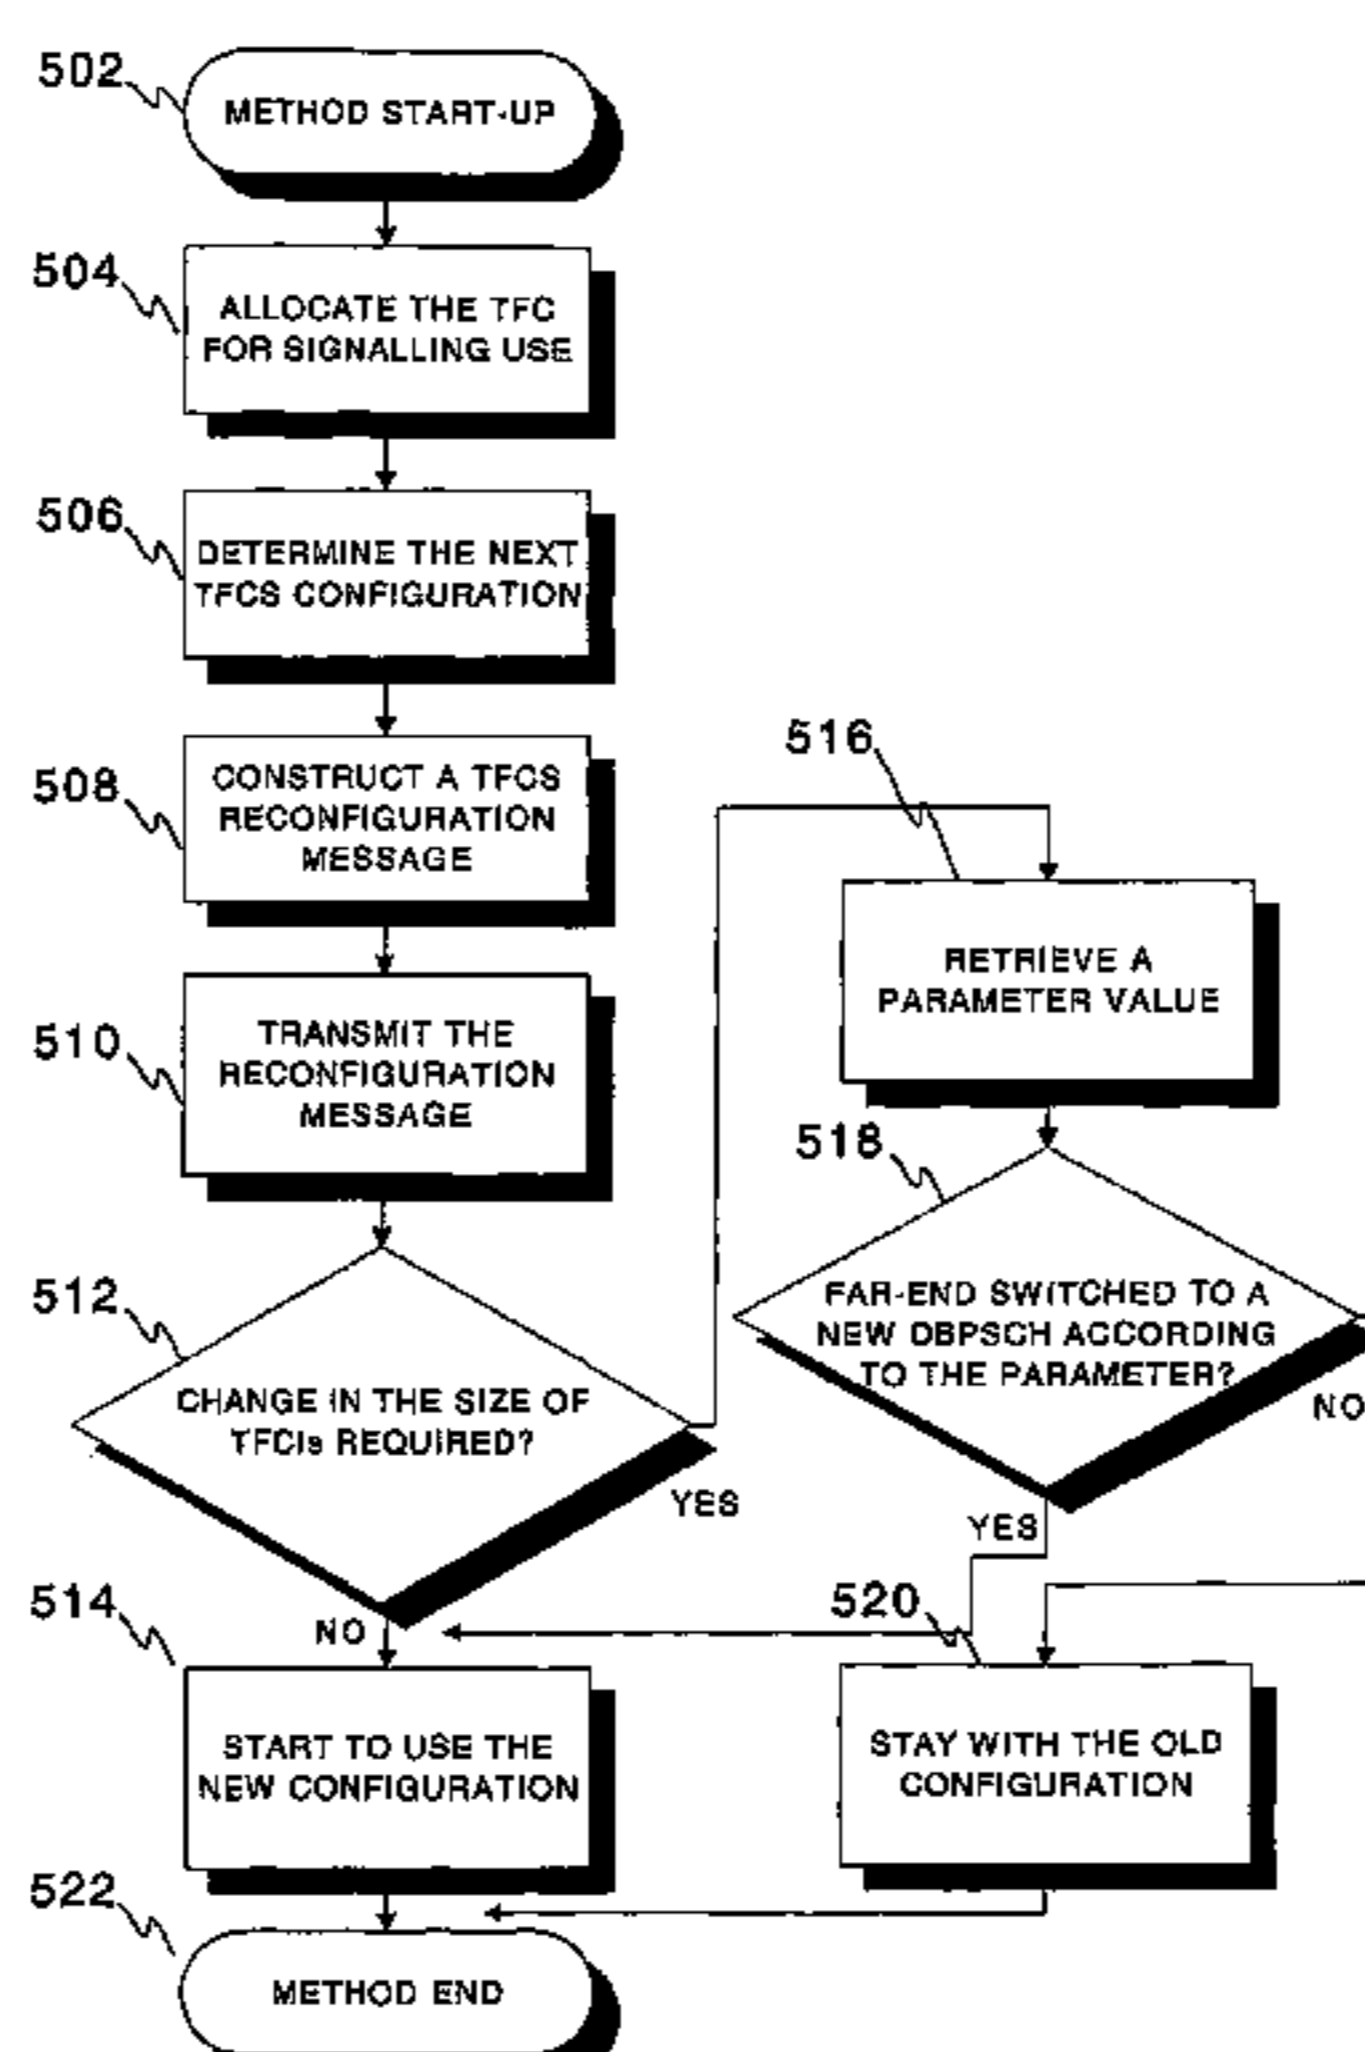 502
METHOD START-UP
504
ALLOCATE THE TFC
FOR SIGNALLING USE
506
DETERMINE THE NEXT
TFCS CONFIGURATION
508
CONSTRUCT A TFCS
RECONFIGURATION
MESSAGE
510
TRANSMIT THE
RECONFIGURATION
MESSAGE
512
CHANGE IN THE SIZE OF
TFCIs REQUIRED?
YES
NO
516
RETRIEVE A
PARAMETER VALUE
518
FAR-END SWITCHED TO A
NEW OBPSCH ACCORDING
TO THE PARAMETER?
NO
YES
514
START TO USE THE
NEW CONFIGURATION
520
STAY WITH THE OLD
CONFIGURATION
522
METHOD END